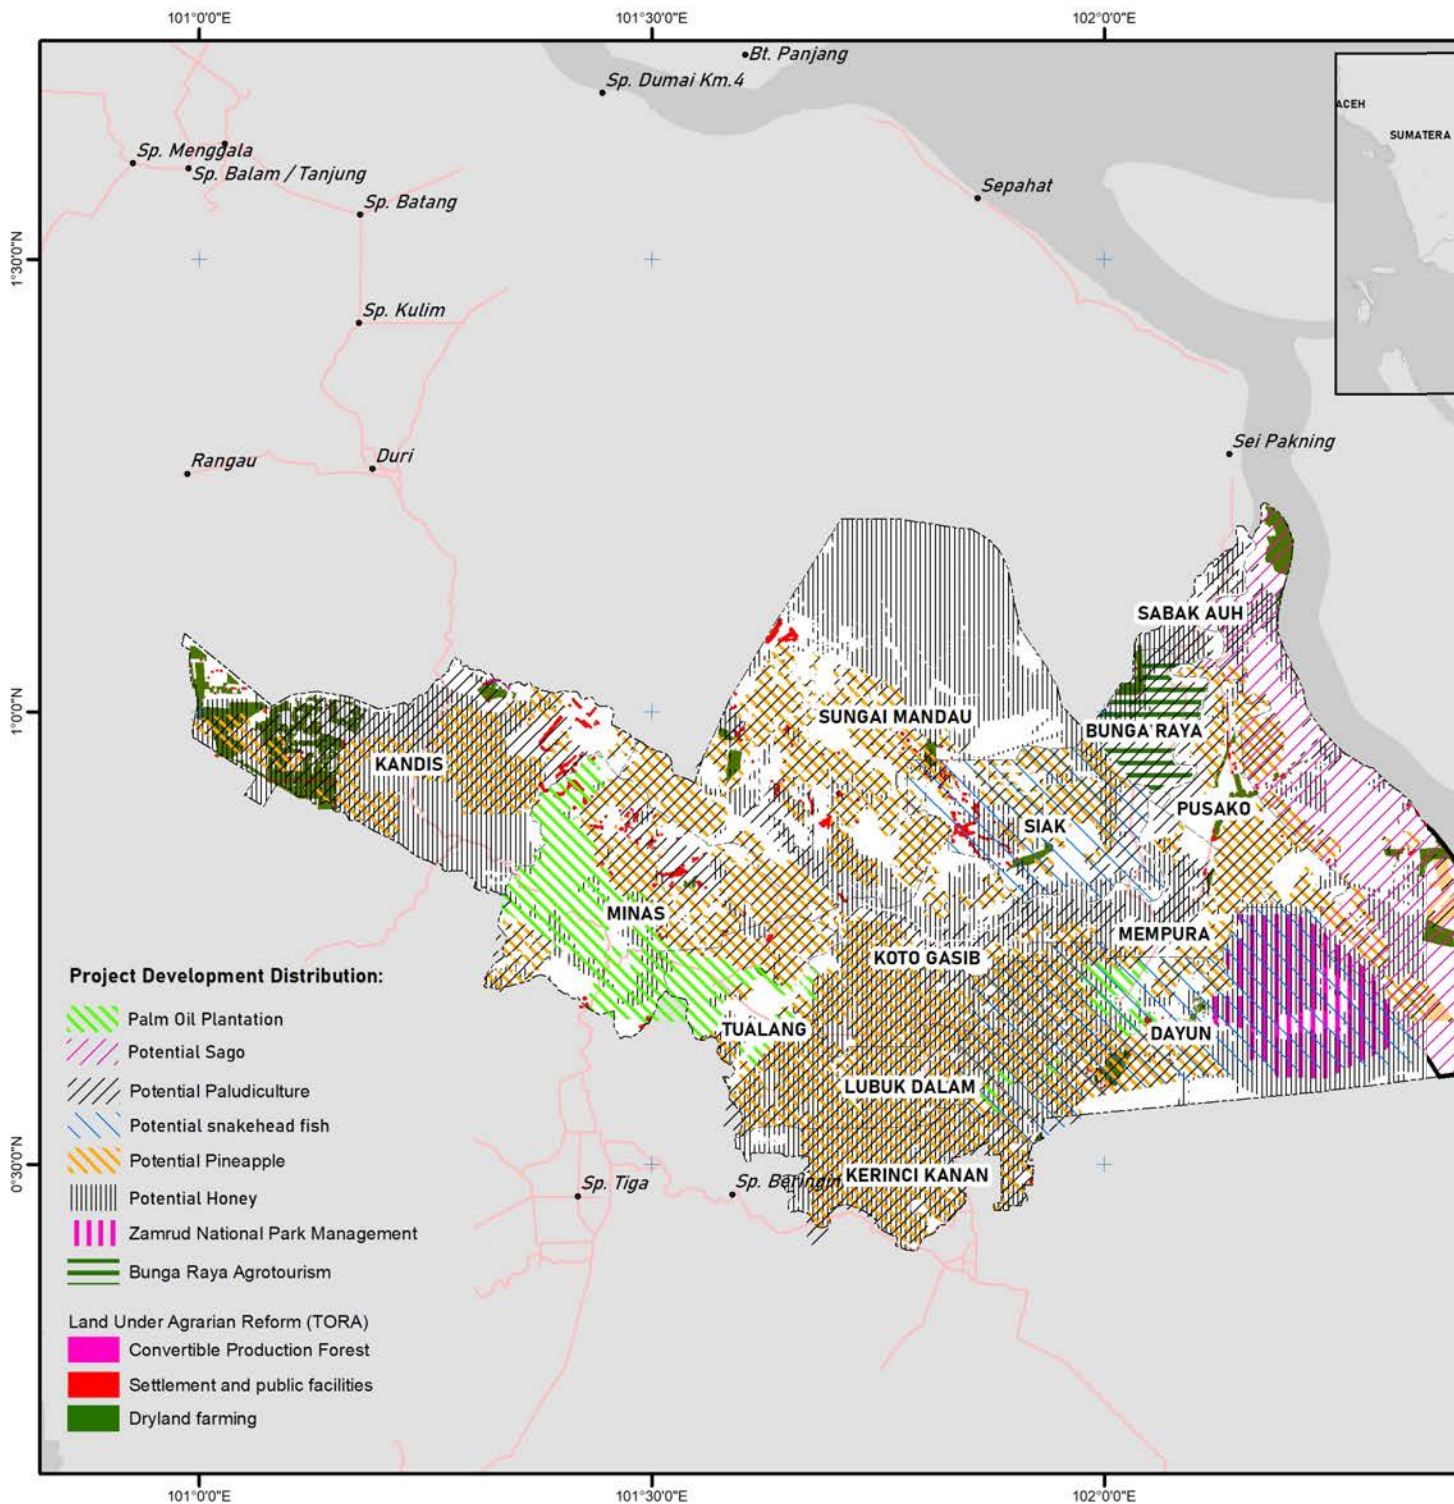 101°0'0"E
101°30'0"E
102°0'0"E
Bt. Panjang
Sp. Dumai Km.4
ACEH
SUMATERA
Sp. Menggala
Sp. Balam / Tanjung
Sepahat
Sp. Batang
1°30'0"N
Sp. Kulim
Sei Pakning
Duri
Rangau
SABAK AUH
1°0'0"N
SUNGAI MANDAU
BUNGA RAYA
KANDIS
PUSAKO
SIAK
MINAS
MEMPURA
KOTO GASIB
TUALANG
DAYUN
LUBUK DALAM
0°30'0"N
KERINCI KANAN
Sp. Tiga
Sp. Beringin
Project Development Distribution:
Palm Oil Plantation
Potential Sago
Potential Paludiculture
Potential snakehead fish
Potential Pineapple
Potential Honey
Zamrud National Park Management
Bunga Raya Agrotourism
Land Under Agrarian Reform (TORA)
Convertible Production Forest
Settlement and public facilities
Dryland farming
101°0'0"E
101°30'0"E
102°0'0"E